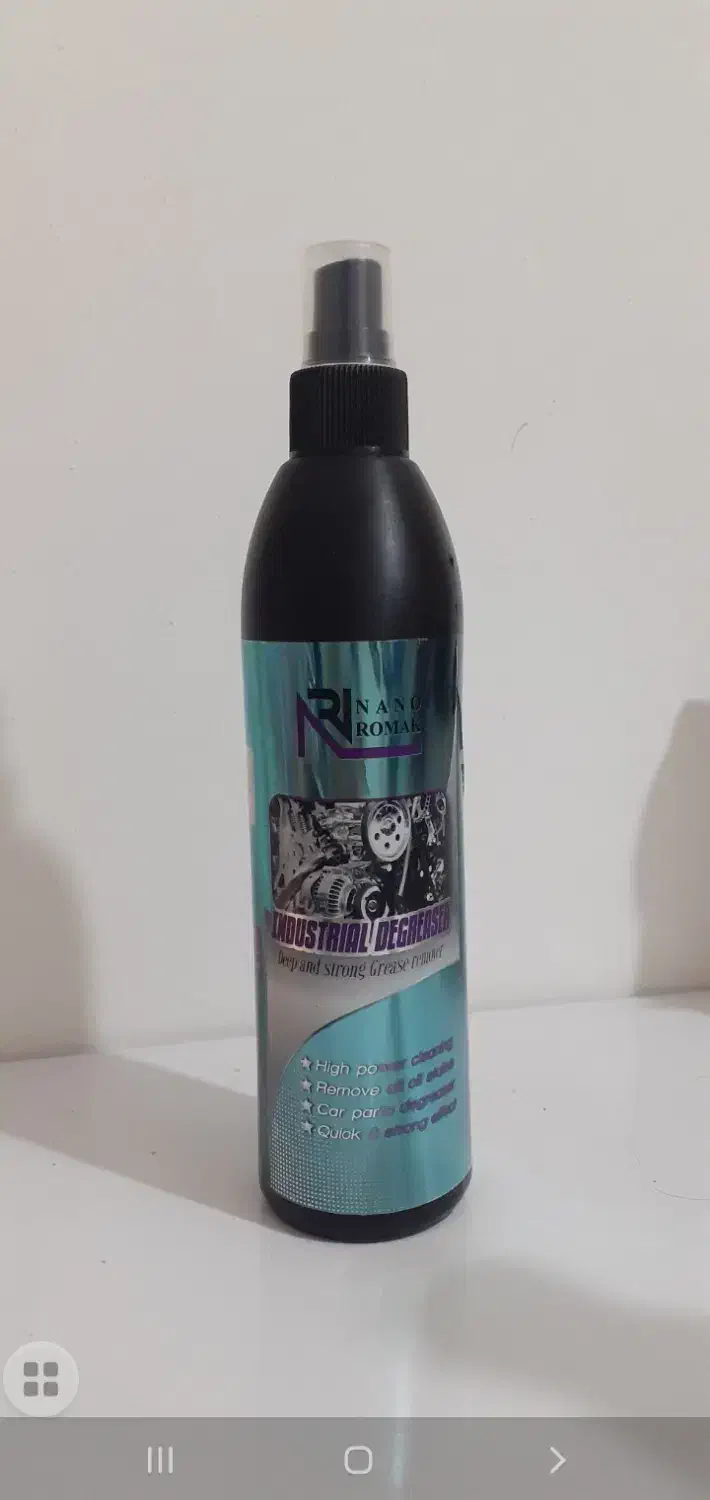 NANO
ROMAK
INDUSTRIAL DEGREASER
Deep and strong Grease remover
High power cleaning
Remove all oil stains
Car parts degreaser
Quick & strong effect